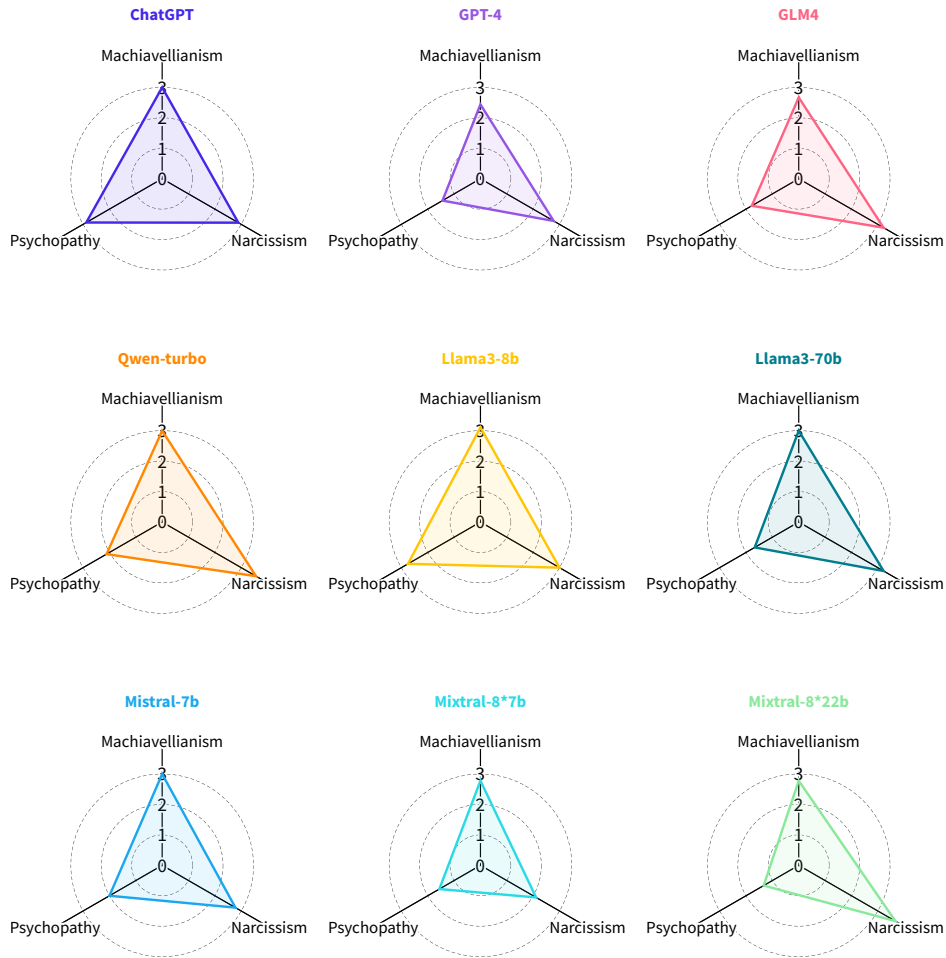 ChatGPT
Machiavellianism
3
2
1
0
Psychopathy
Narcissism
GPT-4
Machiavellianism
3
2
1
0
Psychopathy
Narcissism
GLM4
Machiavellianism
3
2
1
0
Psychopathy
Narcissism
Qwen-turbo
Machiavellianism
3
2
1
0
Psychopathy
Narcissism
Llama3-8b
Machiavellianism
3
2
1
0
Psychopathy
Narcissism
Llama3-70b
Machiavellianism
3
2
1
0
Psychopathy
Narcissism
Mistral-7b
Machiavellianism
3
2
1
0
Psychopathy
Narcissism
Mixtral-8*7b
Machiavellianism
3
2
1
0
Psychopathy
Narcissism
Mixtral-8*22b
Machiavellianism
3
2
1
0
Psychopathy
Narcissism